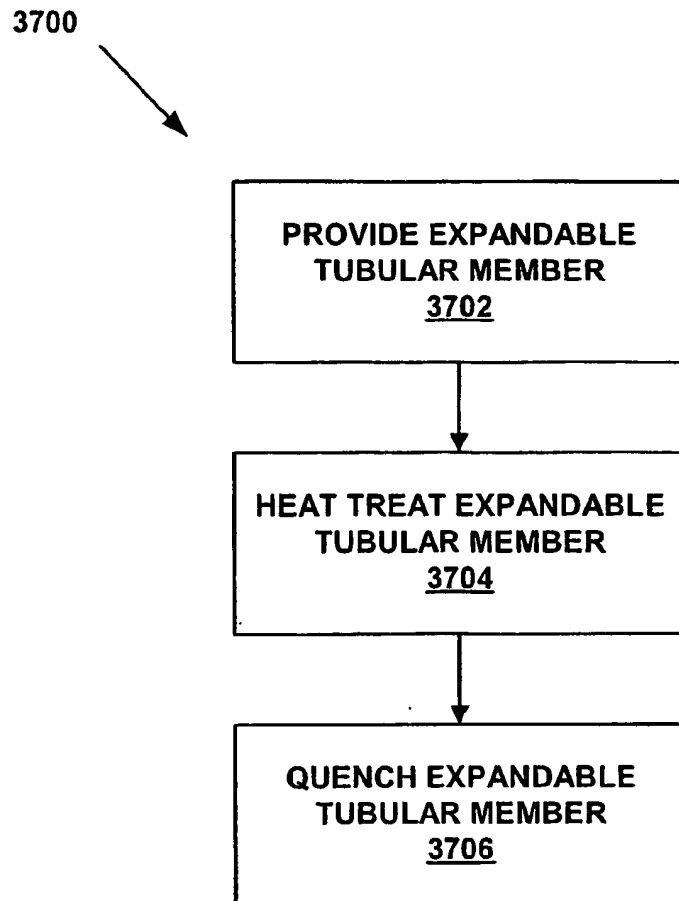 3700
PROVIDE EXPANDABLE
TUBULAR MEMBER
3702
HEAT TREAT EXPANDABLE
TUBULAR MEMBER
3704
QUENCH EXPANDABLE
TUBULAR MEMBER
3706